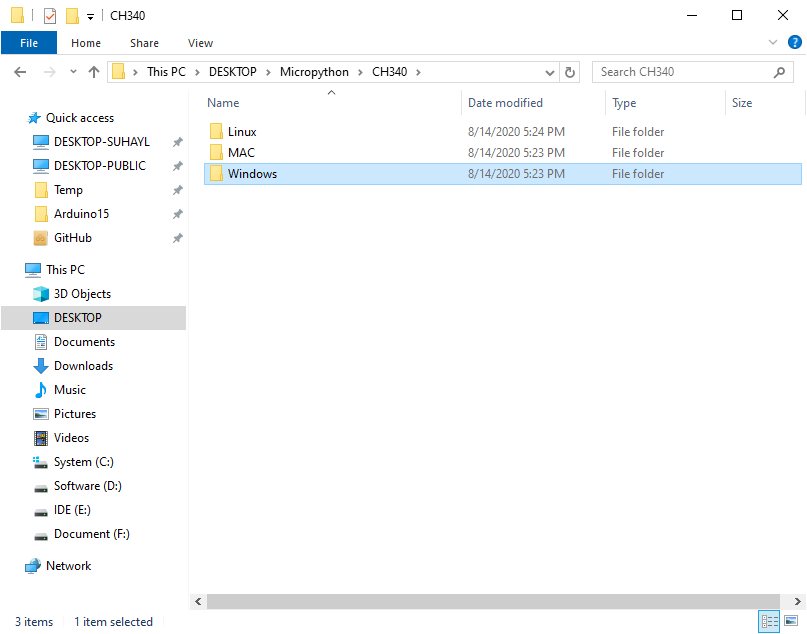 CH340
File Home Share View
This PC DESKTOP Micropython CH340 Search CH340
Name Date modified Type Size
Linux 8/14/2020 5:24 PM File folder
MAC 8/14/2020 5:23 PM File folder
Windows 8/14/2020 5:23 PM File folder
Quick access
DESKTOP-SUHAYL
DESKTOP-PUBLIC
Temp
Arduino15
GitHub
This PC
3D Objects
DESKTOP
Documents
Downloads
Music
Pictures
Videos
System (C:)
Software (D:)
IDE (E:)
Document (F:)
Network
3 items 1 item selected